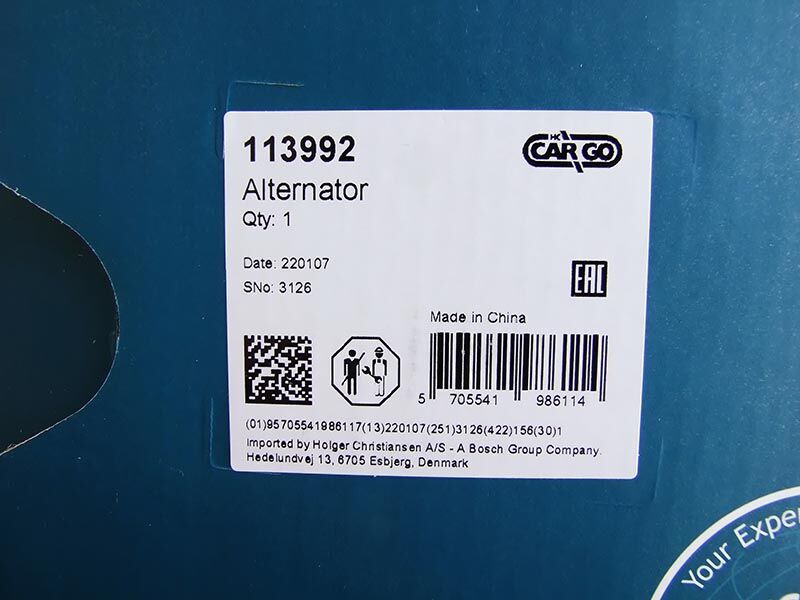 113992
HC
CARGO
Alternator
Qty: 1
Date: 220107
SNo: 3126
EAC
Made in China
5 705541 986114
(01)95705541986117(13)220107(251)3126(422)156(30)1
Imported by Holger Christiansen A/S - A Bosch Group Company.
Hedelundvej 13, 6705 Esbjerg, Denmark
Your Exper